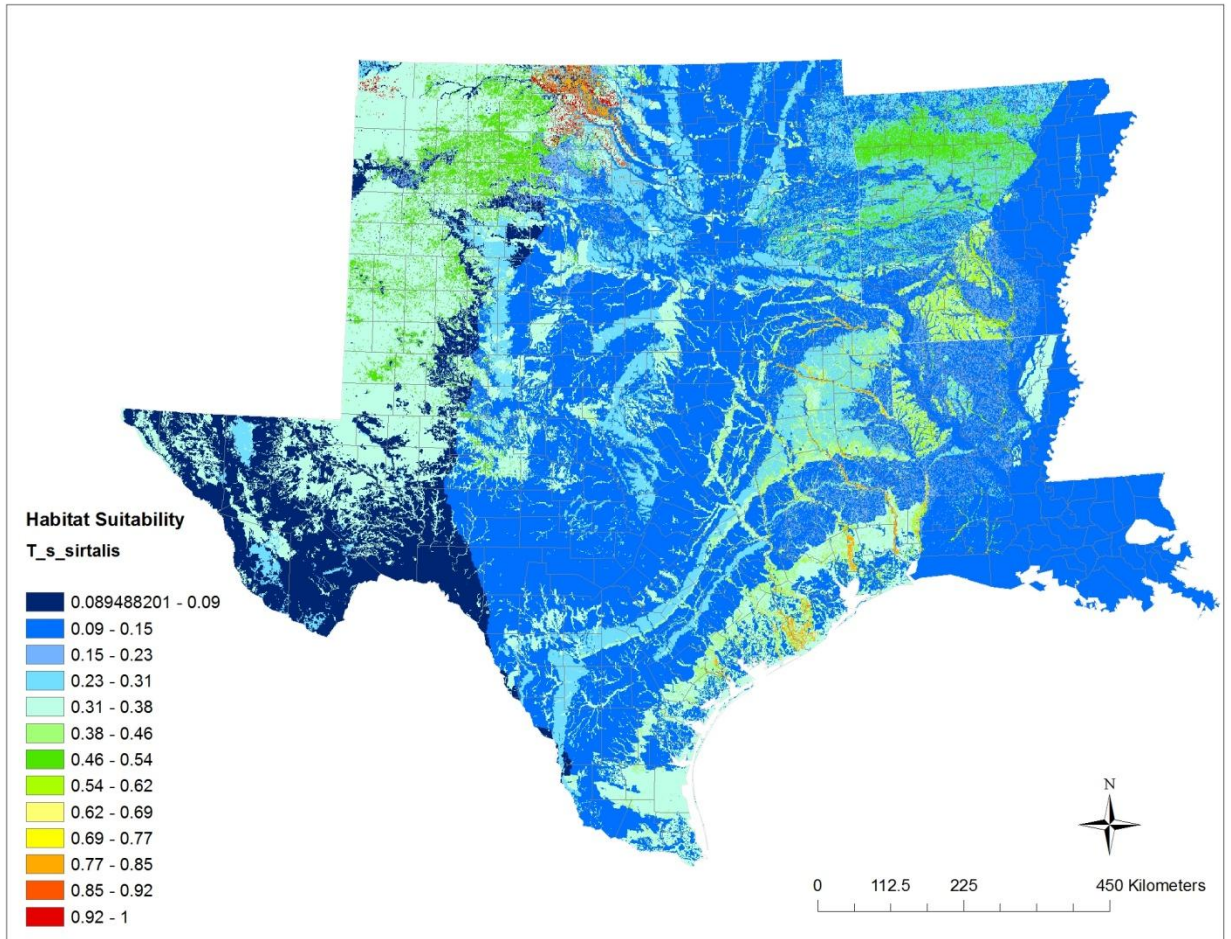 Habitat Suitability
T_s_sirtalis
0.089488201 - 0.09
0.09 - 0.15
0.15 - 0.23
0.23 - 0.31
0.31 - 0.38
0.38 - 0.46
0.46 - 0.54
0.54 - 0.62
0.62 - 0.69
0.69 - 0.77
0.77 - 0.85
0.85 - 0.92
0.92 - 1
N
0 112.5 225 450 Kilometers